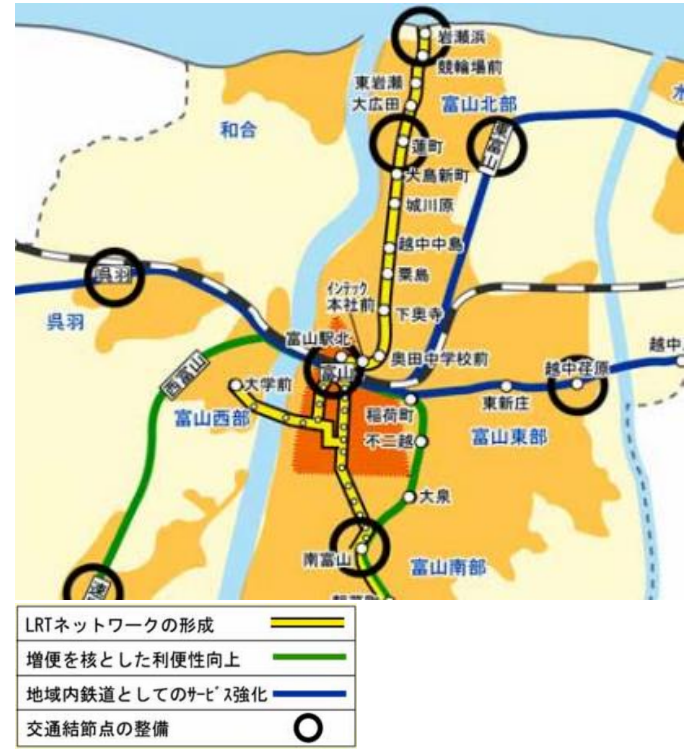 岩瀬浜
競輪場前
東岩瀬
大広田
富山北部
水
和合
蓮町
東富山
大島新町
城川原
越中中島
粟島
呉羽
インテック
本社前
下奥寺
呉羽
富山駅北
奥田中学校前
富山
越中荏原
越中
西富山
大学前
東新庄
稲荷町
富山西部
富山東部
不二越
大泉
南富山
富山南部
速
LRTネットワークの形成
増便を核とした利便性向上
地域内鉄道としてのサービス強化
交通結節点の整備